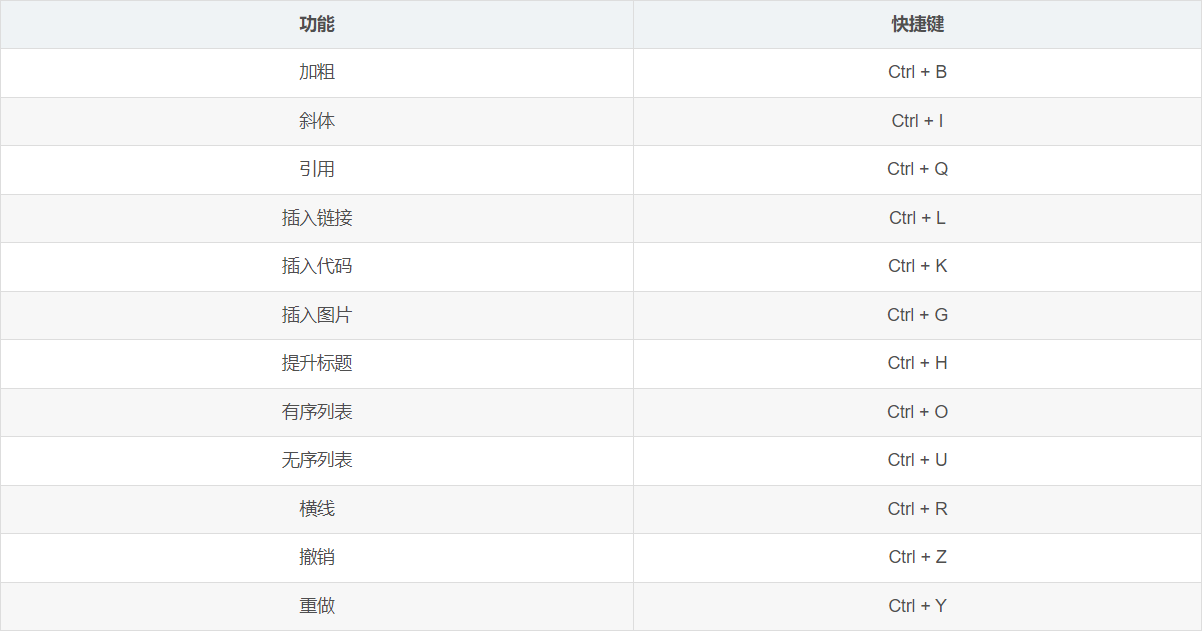 功能 快捷键
加粗 Ctrl + B
斜体 Ctrl + I
引用 Ctrl + Q
插入链接 Ctrl + L
插入代码 Ctrl + K
插入图片 Ctrl + G
提升标题 Ctrl + H
有序列表 Ctrl + O
无序列表 Ctrl + U
横线 Ctrl + R
撤销 Ctrl + Z
重做 Ctrl + Y